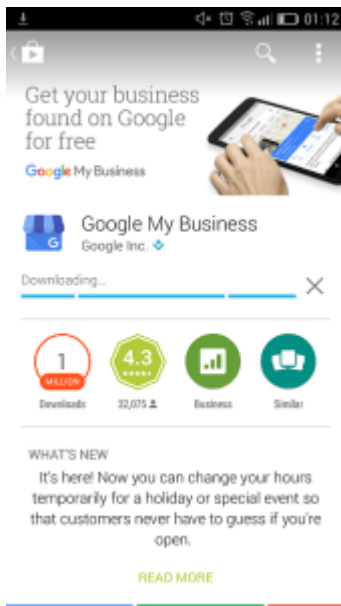 01:12
Get your business
found on Google
for free
Google My Business
Google My Business
Google Inc.
Downloading...
1
MILLION
4.3
Downloads
32,075
Business
Similar
WHAT'S NEW
It's here! Now you can change your hours
temporarily for a holiday or special event so
that customers never have to guess if you're
open.
READ MORE